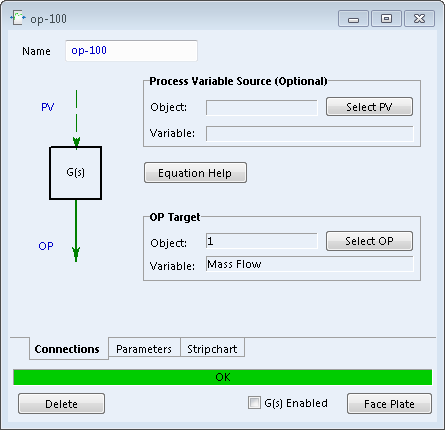 op-100
Name op-100
Process Variable Source (Optional)
PV Object: Select PV
Variable:
G(s) Equation Help
OP Target
OP Object: 1 Select OP
Variable: Mass Flow
Connections Parameters Stripchart
OK
Delete G(s) Enabled Face Plate